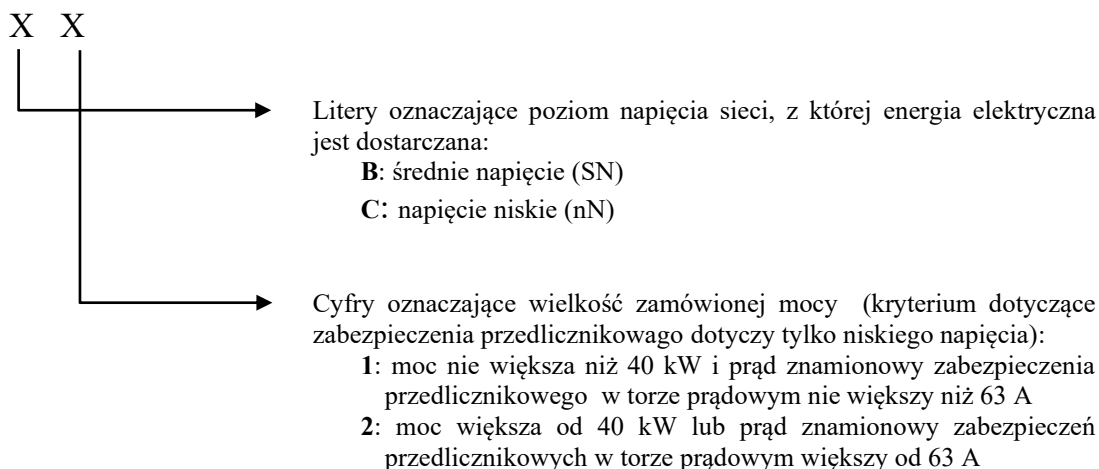 X X
Litery oznaczające poziom napięcia sieci, z której energia elektryczna
jest dostarczana:
B: średnie napięcie (SN)
C: napięcie niskie (nN)
Cyfry oznaczające wielkość zamówionej mocy (kryterium dotyczące
zabezpieczenia przedlicznikowago dotyczy tylko niskiego napięcia):
1: moc nie większa niż 40 kW i prąd znamionowy zabezpieczenia
przedlicznikowego w torze prądowym nie większy niż 63 A
2: moc większa od 40 kW lub prąd znamionowy zabezpieczeń
przedlicznikowych w torze prądowym większy od 63 A